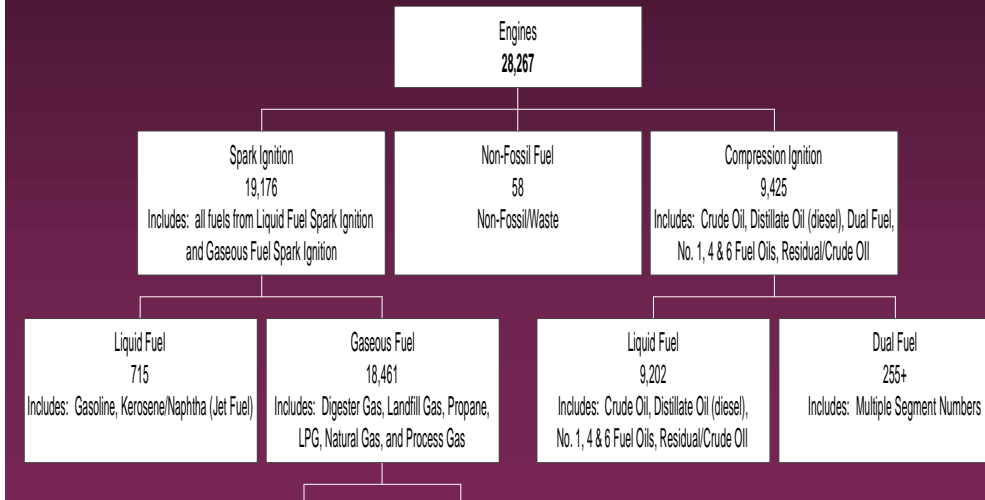 Engines
28,267
Spark Ignition
19,176
Includes: all fuels from Liquid Fuel Spark Ignition
and Gaseous Fuel Spark Ignition
Non-Fossil Fuel
58
Non-Fossil/Waste
Compression Ignition
9,425
Includes: Crude Oil, Distillate Oil (diesel), Dual Fuel,
No. 1, 4 & 6 Fuel Oils, Residual/Crude OIl
Liquid Fuel
715
Includes: Gasoline, Kerosene/Naphtha (Jet Fuel)
Gaseous Fuel
18,461
Includes: Digester Gas, Landfill Gas, Propane,
LPG, Natural Gas, and Process Gas
Liquid Fuel
9,202
Includes: Crude Oil, Distillate Oil (diesel),
No. 1, 4 & 6 Fuel Oils, Residual/Crude OIl
Dual Fuel
255+
Includes: Multiple Segment Numbers